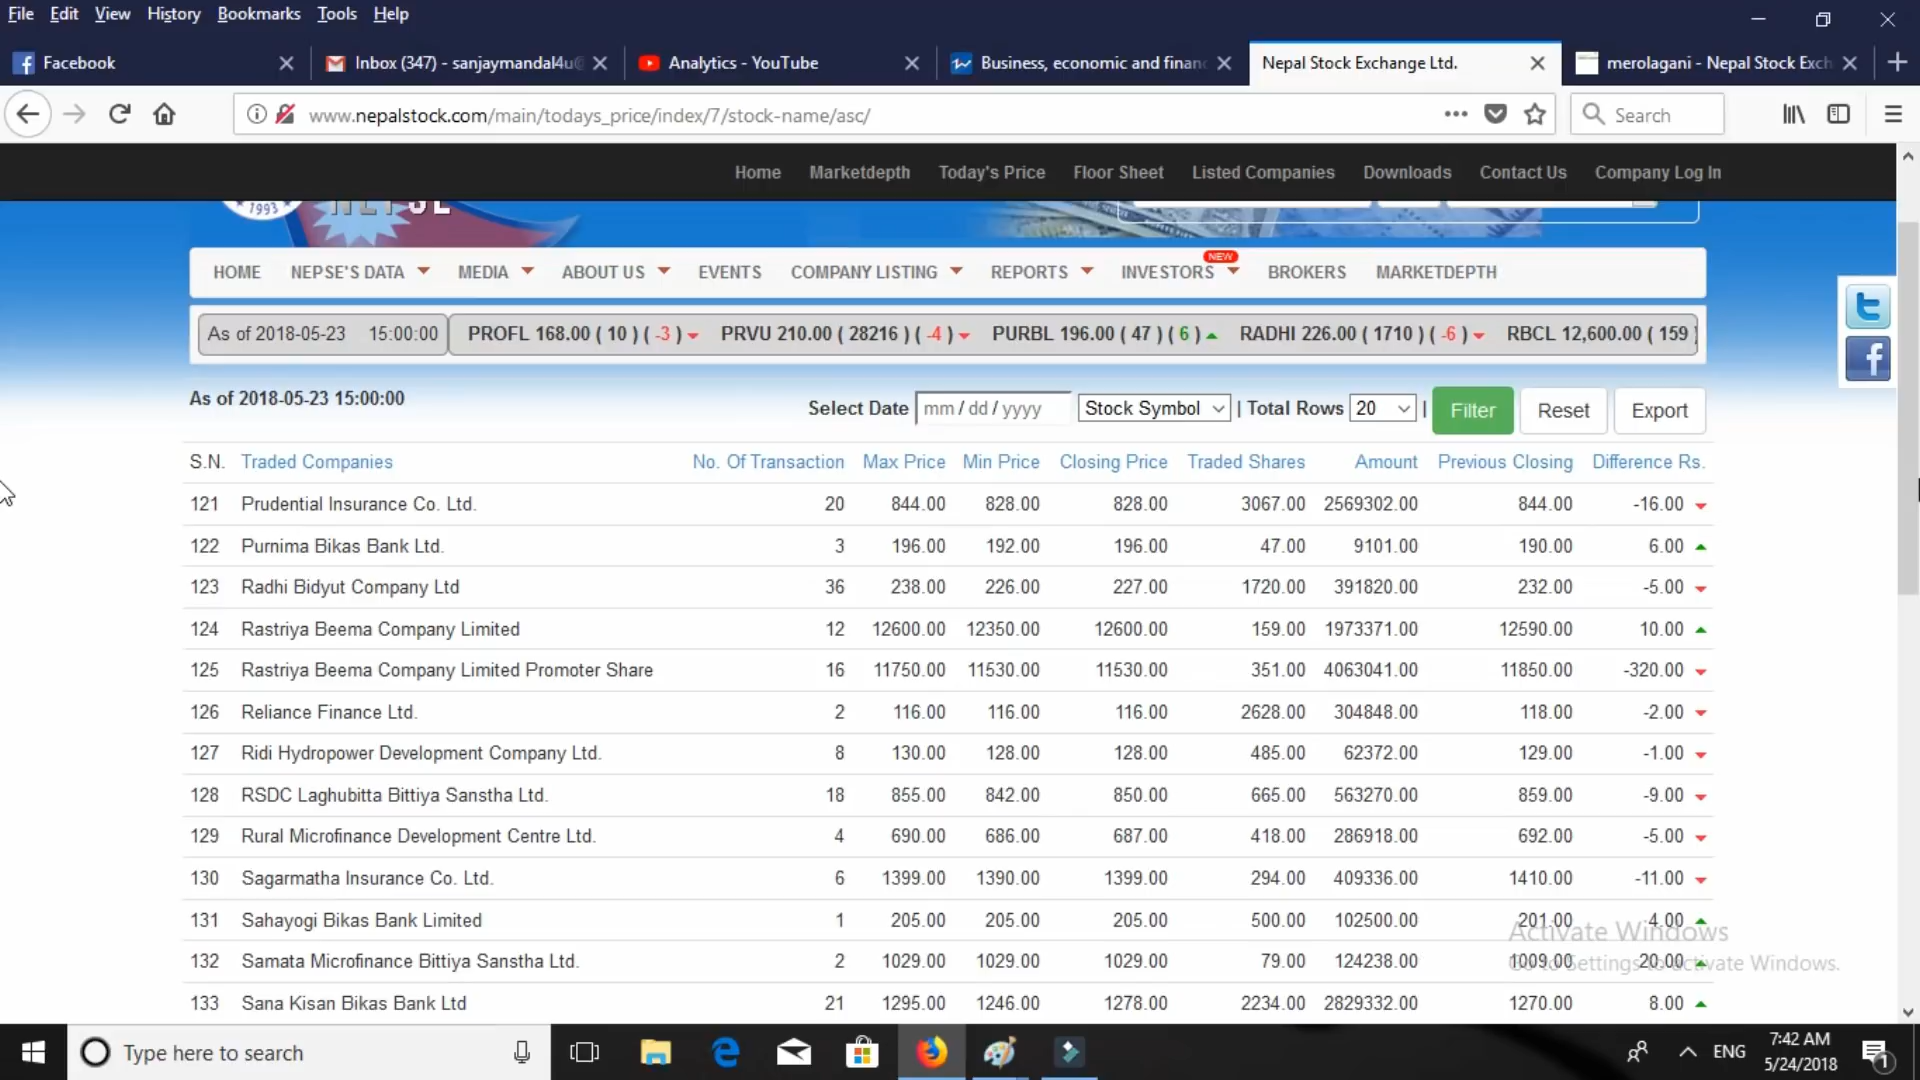 File Edit View History Bookmarks Tools Help
Facebook Inbox (347) - sanjaymandal4u@ Analytics - YouTube Business, economic and finan Nepal Stock Exchange Ltd. merolagani - Nepal Stock Exch
www.nepalstock.com/main/todays_price/index/7/stock-name/asc/ Search
Home Marketdepth Today's Price Floor Sheet Listed Companies Downloads Contact Us Company Log In
1993 NEPSE
HOME NEPSE'S DATA MEDIA ABOUT US EVENTS COMPANY LISTING REPORTS INVESTORS NEW BROKERS MARKETDEPTH
As of 2018-05-23 15:00:00 PROFL 168.00 ( 10 ) ( -3 ) PRVU 210.00 ( 28216 ) ( -4 ) PURBL 196.00 ( 47 ) ( 6 ) RADHI 226.00 ( 1710 ) ( -6 ) RBCL 12,600.00 ( 159 )
As of 2018-05-23 15:00:00 Select Date mm / dd / yyyy Stock Symbol | Total Rows 20 | Filter Reset Export
S.N. Traded Companies No. Of Transaction Max Price Min Price Closing Price Traded Shares Amount Previous Closing Difference Rs.
121 Prudential Insurance Co. Ltd. 20 844.00 828.00 828.00 3067.00 2569302.00 844.00 -16.00
122 Purnima Bikas Bank Ltd. 3 196.00 192.00 196.00 47.00 9101.00 190.00 6.00
123 Radhi Bidyut Company Ltd 36 238.00 226.00 227.00 1720.00 391820.00 232.00 -5.00
124 Rastriya Beema Company Limited 12 12600.00 12350.00 12600.00 159.00 1973371.00 12590.00 10.00
125 Rastriya Beema Company Limited Promoter Share 16 11750.00 11530.00 11530.00 351.00 4063041.00 11850.00 -320.00
126 Reliance Finance Ltd. 2 116.00 116.00 116.00 2628.00 304848.00 118.00 -2.00
127 Ridi Hydropower Development Company Ltd. 8 130.00 128.00 128.00 485.00 62372.00 129.00 -1.00
128 RSDC Laghubitta Bittiya Sanstha Ltd. 18 855.00 842.00 850.00 665.00 563270.00 859.00 -9.00
129 Rural Microfinance Development Centre Ltd. 4 690.00 686.00 687.00 418.00 286918.00 692.00 -5.00
130 Sagarmatha Insurance Co. Ltd. 6 1399.00 1390.00 1399.00 294.00 409336.00 1410.00 -11.00
131 Sahayogi Bikas Bank Limited 1 205.00 205.00 205.00 500.00 102500.00 201.00 4.00
Activate Windows
132 Samata Microfinance Bittiya Sanstha Ltd. 2 1029.00 1029.00 1029.00 79.00 124238.00 1009.00 20.00
Go to Settings to activate Windows.
133 Sana Kisan Bikas Bank Ltd 21 1295.00 1246.00 1278.00 2234.00 2829332.00 1270.00 8.00
Type here to search ENG 7:42 AM
5/24/2018 1